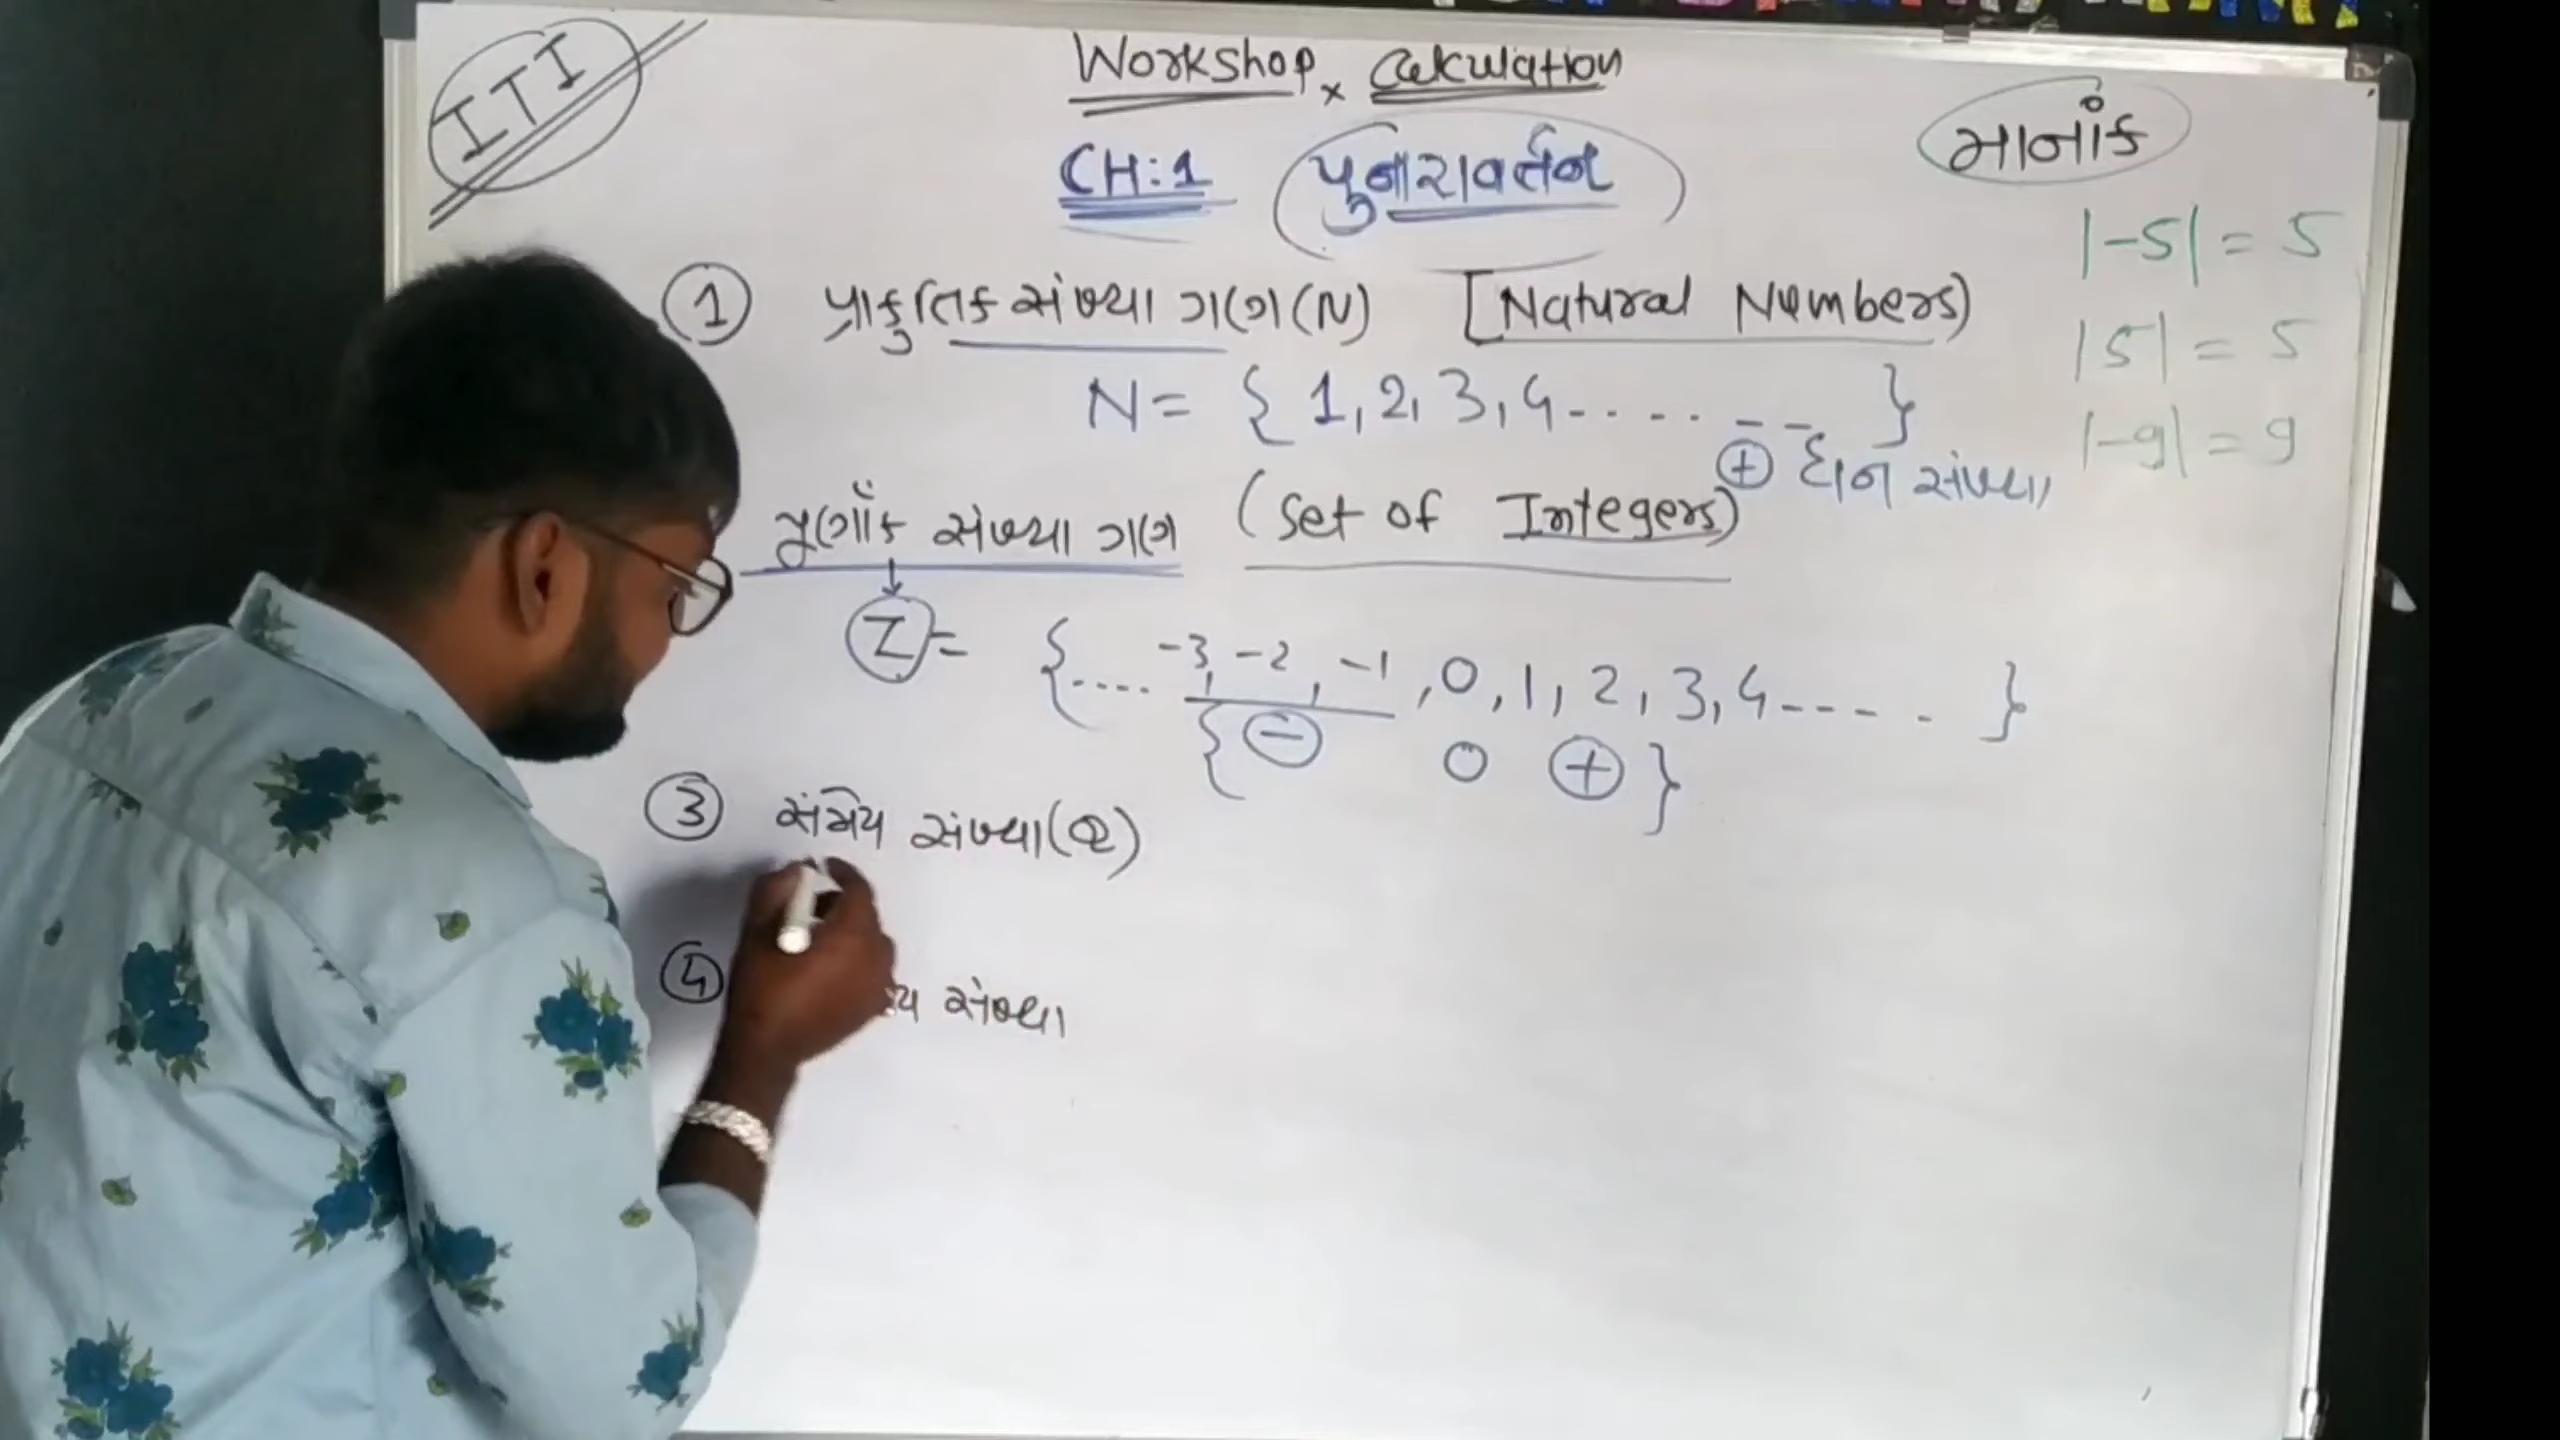 ITI
Workshop x Calculation
CH:1 પુનરાવર્તન
માનાંક
|-5| = 5
|5| = 5
|-9| = 9
1 પ્રાકૃતિક સંખ્યા ગણ (N) [Natural Numbers)
N = { 1, 2, 3, 4 - - - - - - - }
+ ધન સંખ્યા
પૂર્ણાંક સંખ્યા ગણ (Set of Integers)
Z = { .... -3, -2, -1, 0, 1, 2, 3, 4 - - - - - }
{ - 0 + }
3 સંમેય સંખ્યા (Q)
4 ય સંખ્યા